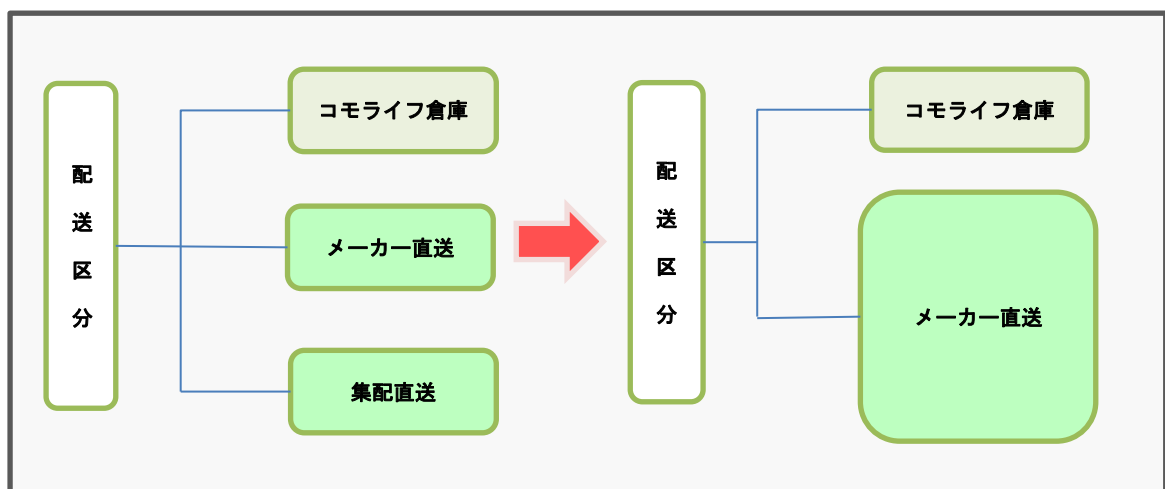 配送区分
コモライフ倉庫
メーカー直送
集配直送
配送区分
コモライフ倉庫
メーカー直送